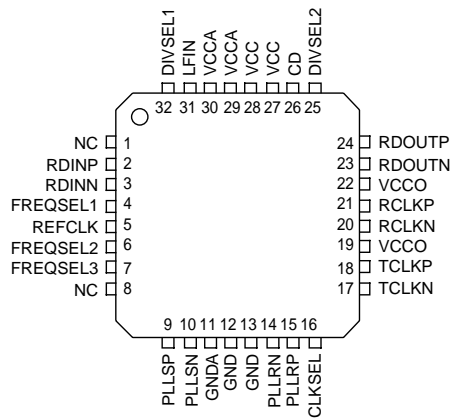 DIVSEL1
LFIN
VCCA
VCCA
VCC
VCC
CD
DIVSEL2
32 31 30 29 28 27 26 25
NC 1
RDINP 2
RDINN 3
FREQSEL1 4
REFCLK 5
FREQSEL2 6
FREQSEL3 7
NC 8
24 RDOUTP
23 RDOUTN
22 VCCO
21 RCLKP
20 RCLKN
19 VCCO
18 TCLKP
17 TCLKN
9 10 11 12 13 14 15 16
PLLSP
PLLSN
GNDA
GND
GND
PLLRN
PLLRP
CLKSEL